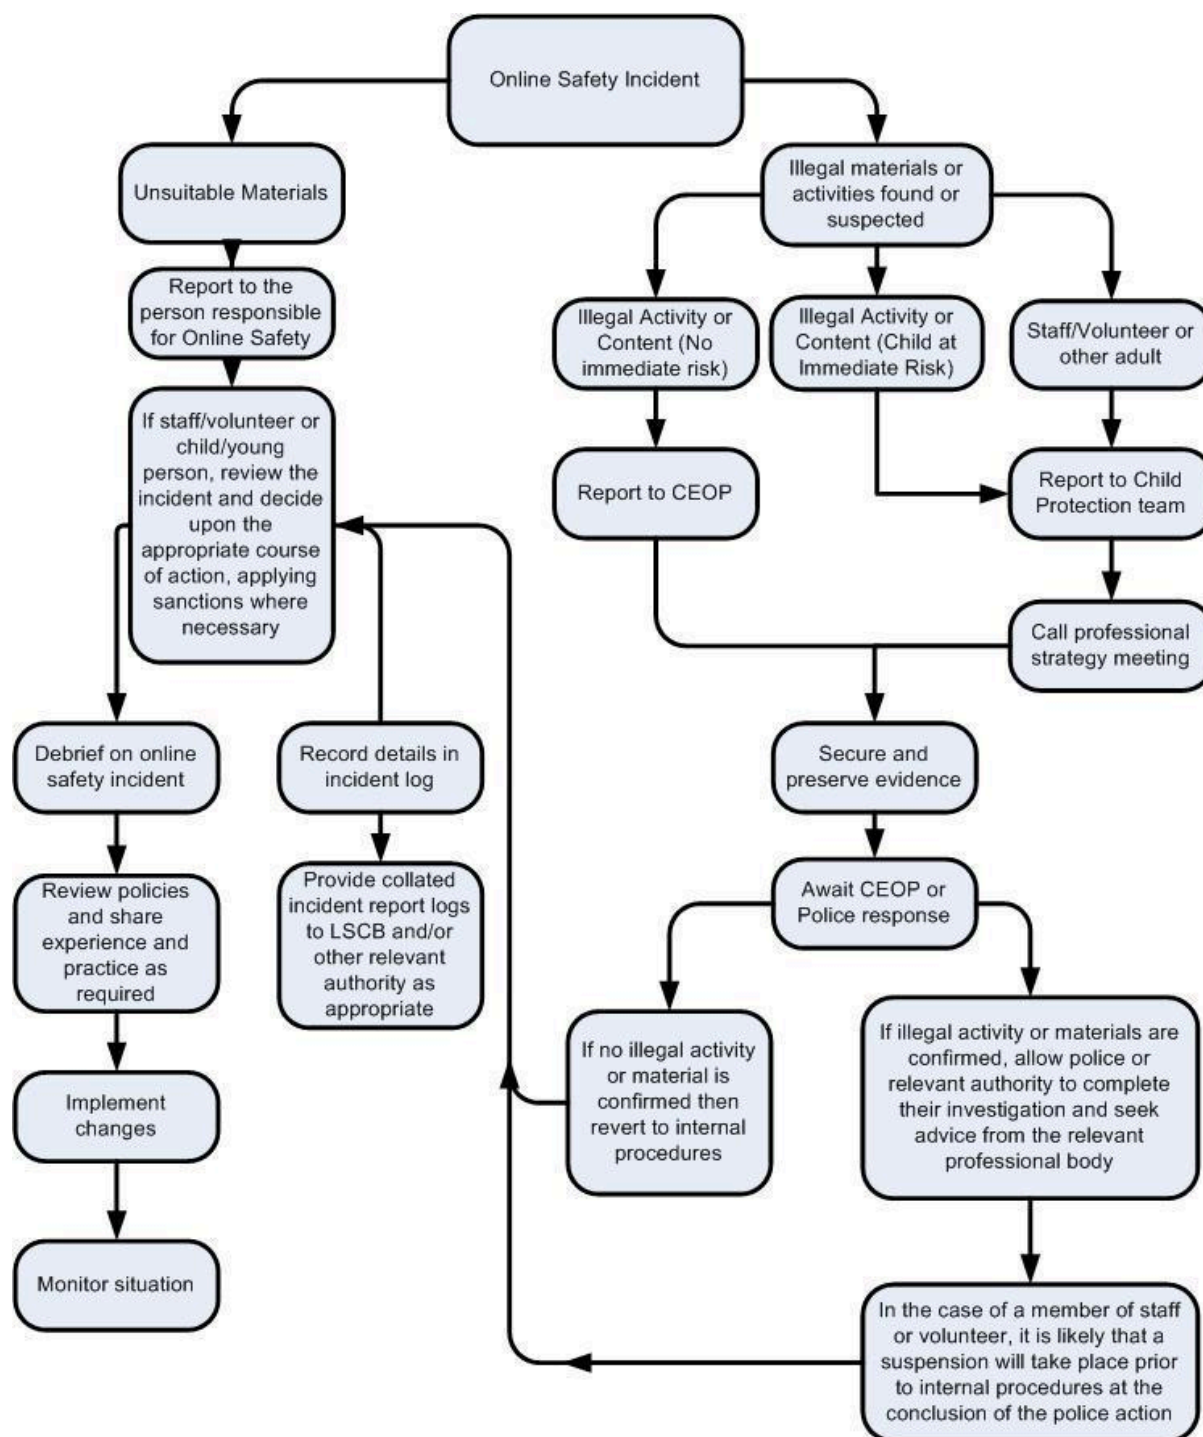 Online Safety Incident
Unsuitable Materials
Illegal materials or
activities found or
suspected
Report to the
person responsible
for Online Safety
Illegal Activity or
Content (No
immediate risk)
Illegal Activity or
Content (Child at
Immediate Risk)
Staff/Volunteer or
other adult
If staff/volunteer or
child/young
person, review the
incident and decide
upon the
appropriate course
of action, applying
sanctions where
necessary
Report to CEOP
Report to Child
Protection team
Call professional
strategy meeting
Debrief on online
safety incident
Record details in
incident log
Secure and
preserve evidence
Review policies
and share
experience and
practice as
required
Provide collated
incident report logs
to LSCB and/or
other relevant
authority as
appropriate
Await CEOP or
Police response
If no illegal activity
or material is
confirmed then
revert to internal
procedures
If illegal activity or materials are
confirmed, allow police or
relevant authority to complete
their investigation and seek
advice from the relevant
professional body
Implement
changes
Monitor situation
In the case of a member of staff
or volunteer, it is likely that a
suspension will take place prior
to internal procedures at the
conclusion of the police action